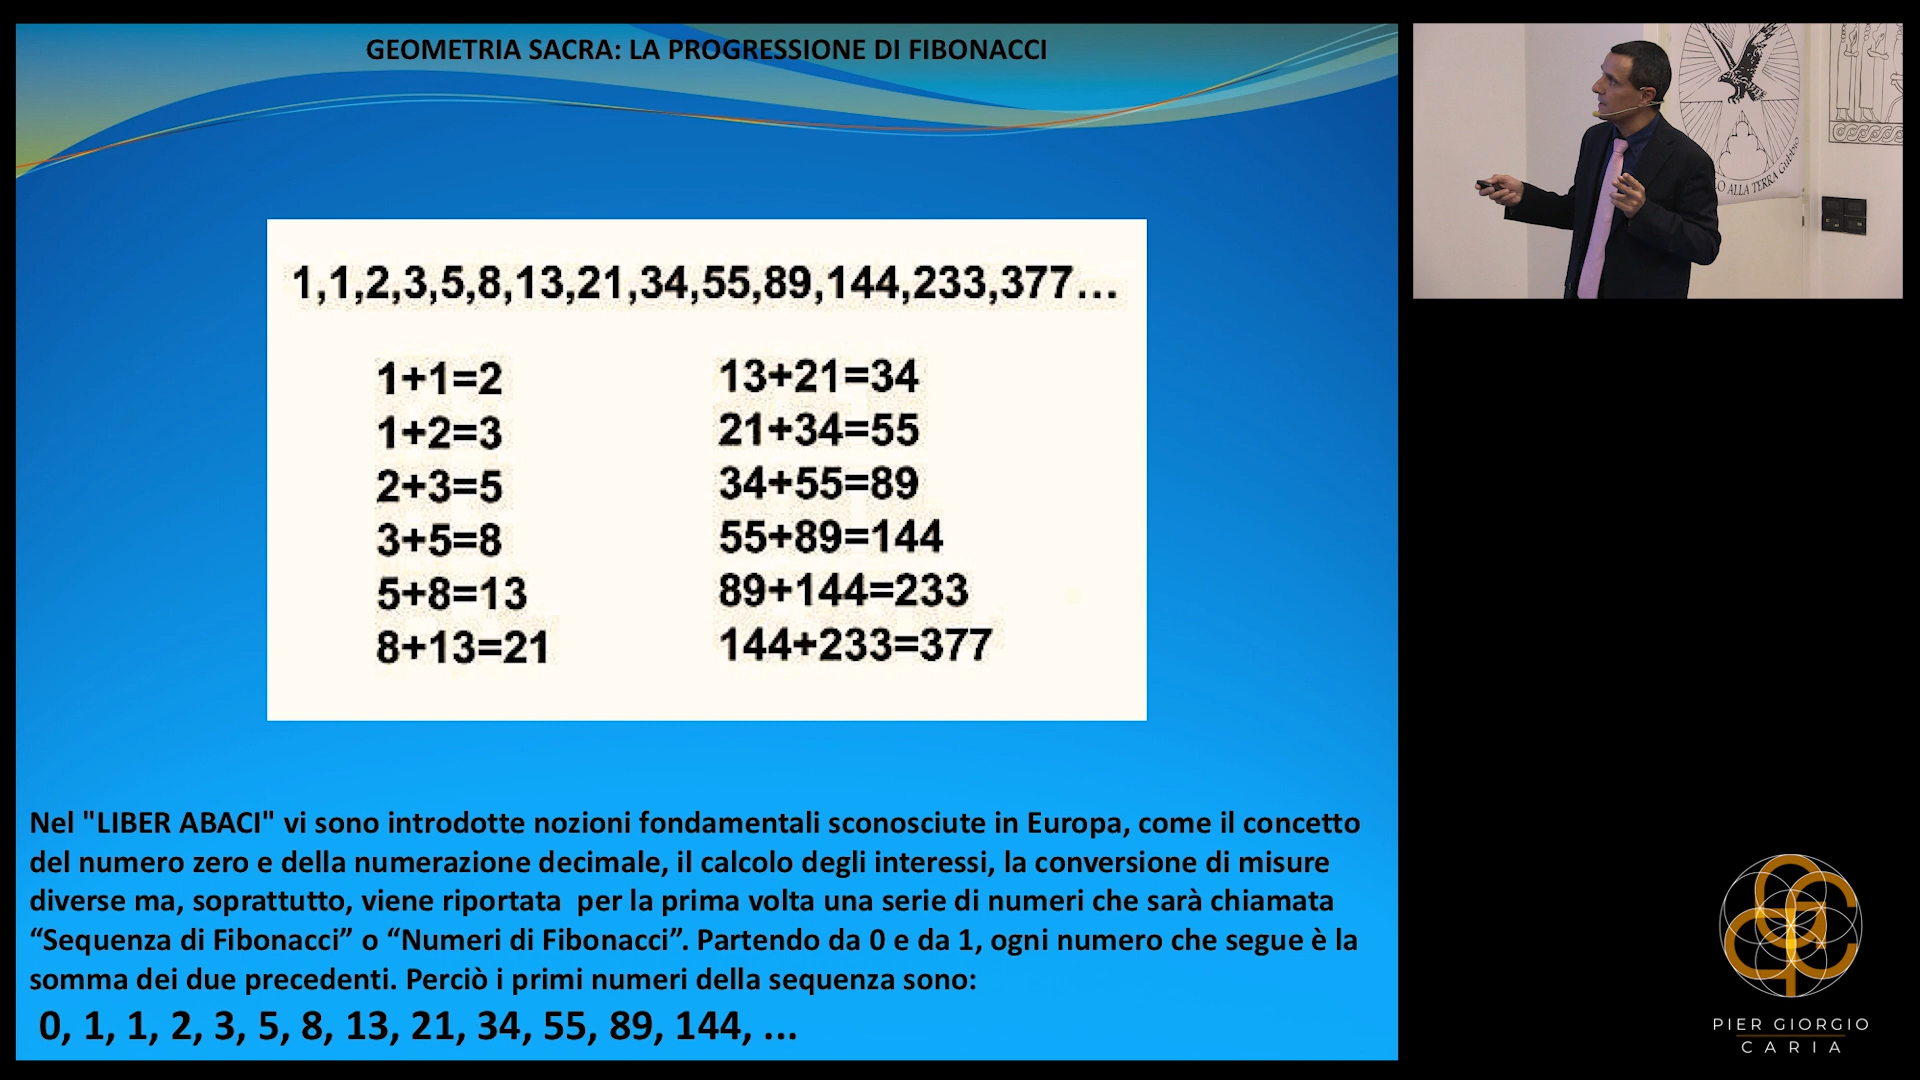 GEOMETRIA SACRA: LA PROGRESSIONE DI FIBONACCI
1,1,2,3,5,8,13,21,34,55,89,144,233,377...
1+1=2
1+2=3
2+3=5
3+5=8
5+8=13
8+13=21
13+21=34
21+34=55
34+55=89
55+89=144
89+144=233
144+233=377
Nel "LIBER ABACI" vi sono introdotte nozioni fondamentali sconosciute in Europa, come il concetto
del numero zero e della numerazione decimale, il calcolo degli interessi, la conversione di misure
diverse ma, soprattutto, viene riportata  per la prima volta una serie di numeri che sarà chiamata
“Sequenza di Fibonacci” o “Numeri di Fibonacci”. Partendo da 0 e da 1, ogni numero che segue è la
somma dei due precedenti. Perciò i primi numeri della sequenza sono:
0, 1, 1, 2, 3, 5, 8, 13, 21, 34, 55, 89, 144, ...
ALLA TERRA Gubbio
PIER GIORGIO
CARIA